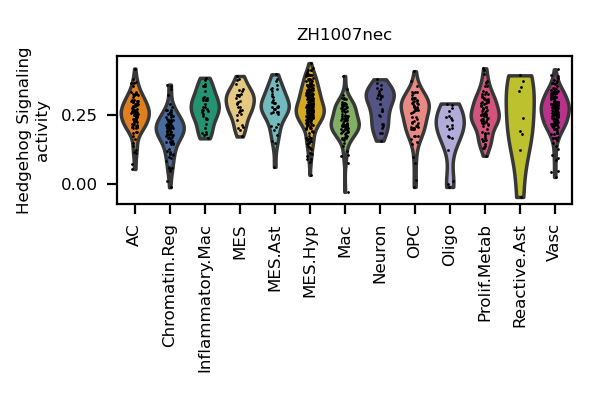 ZH1007nec
Hedgehog Signaling
activity
0.25
0.00
AC
Chromatin.Reg
Inflammatory.Mac
MES
MES.Ast
MES.Hyp
Mac
Neuron
OPC
Oligo
Prolif.Metab
Reactive.Ast
Vasc